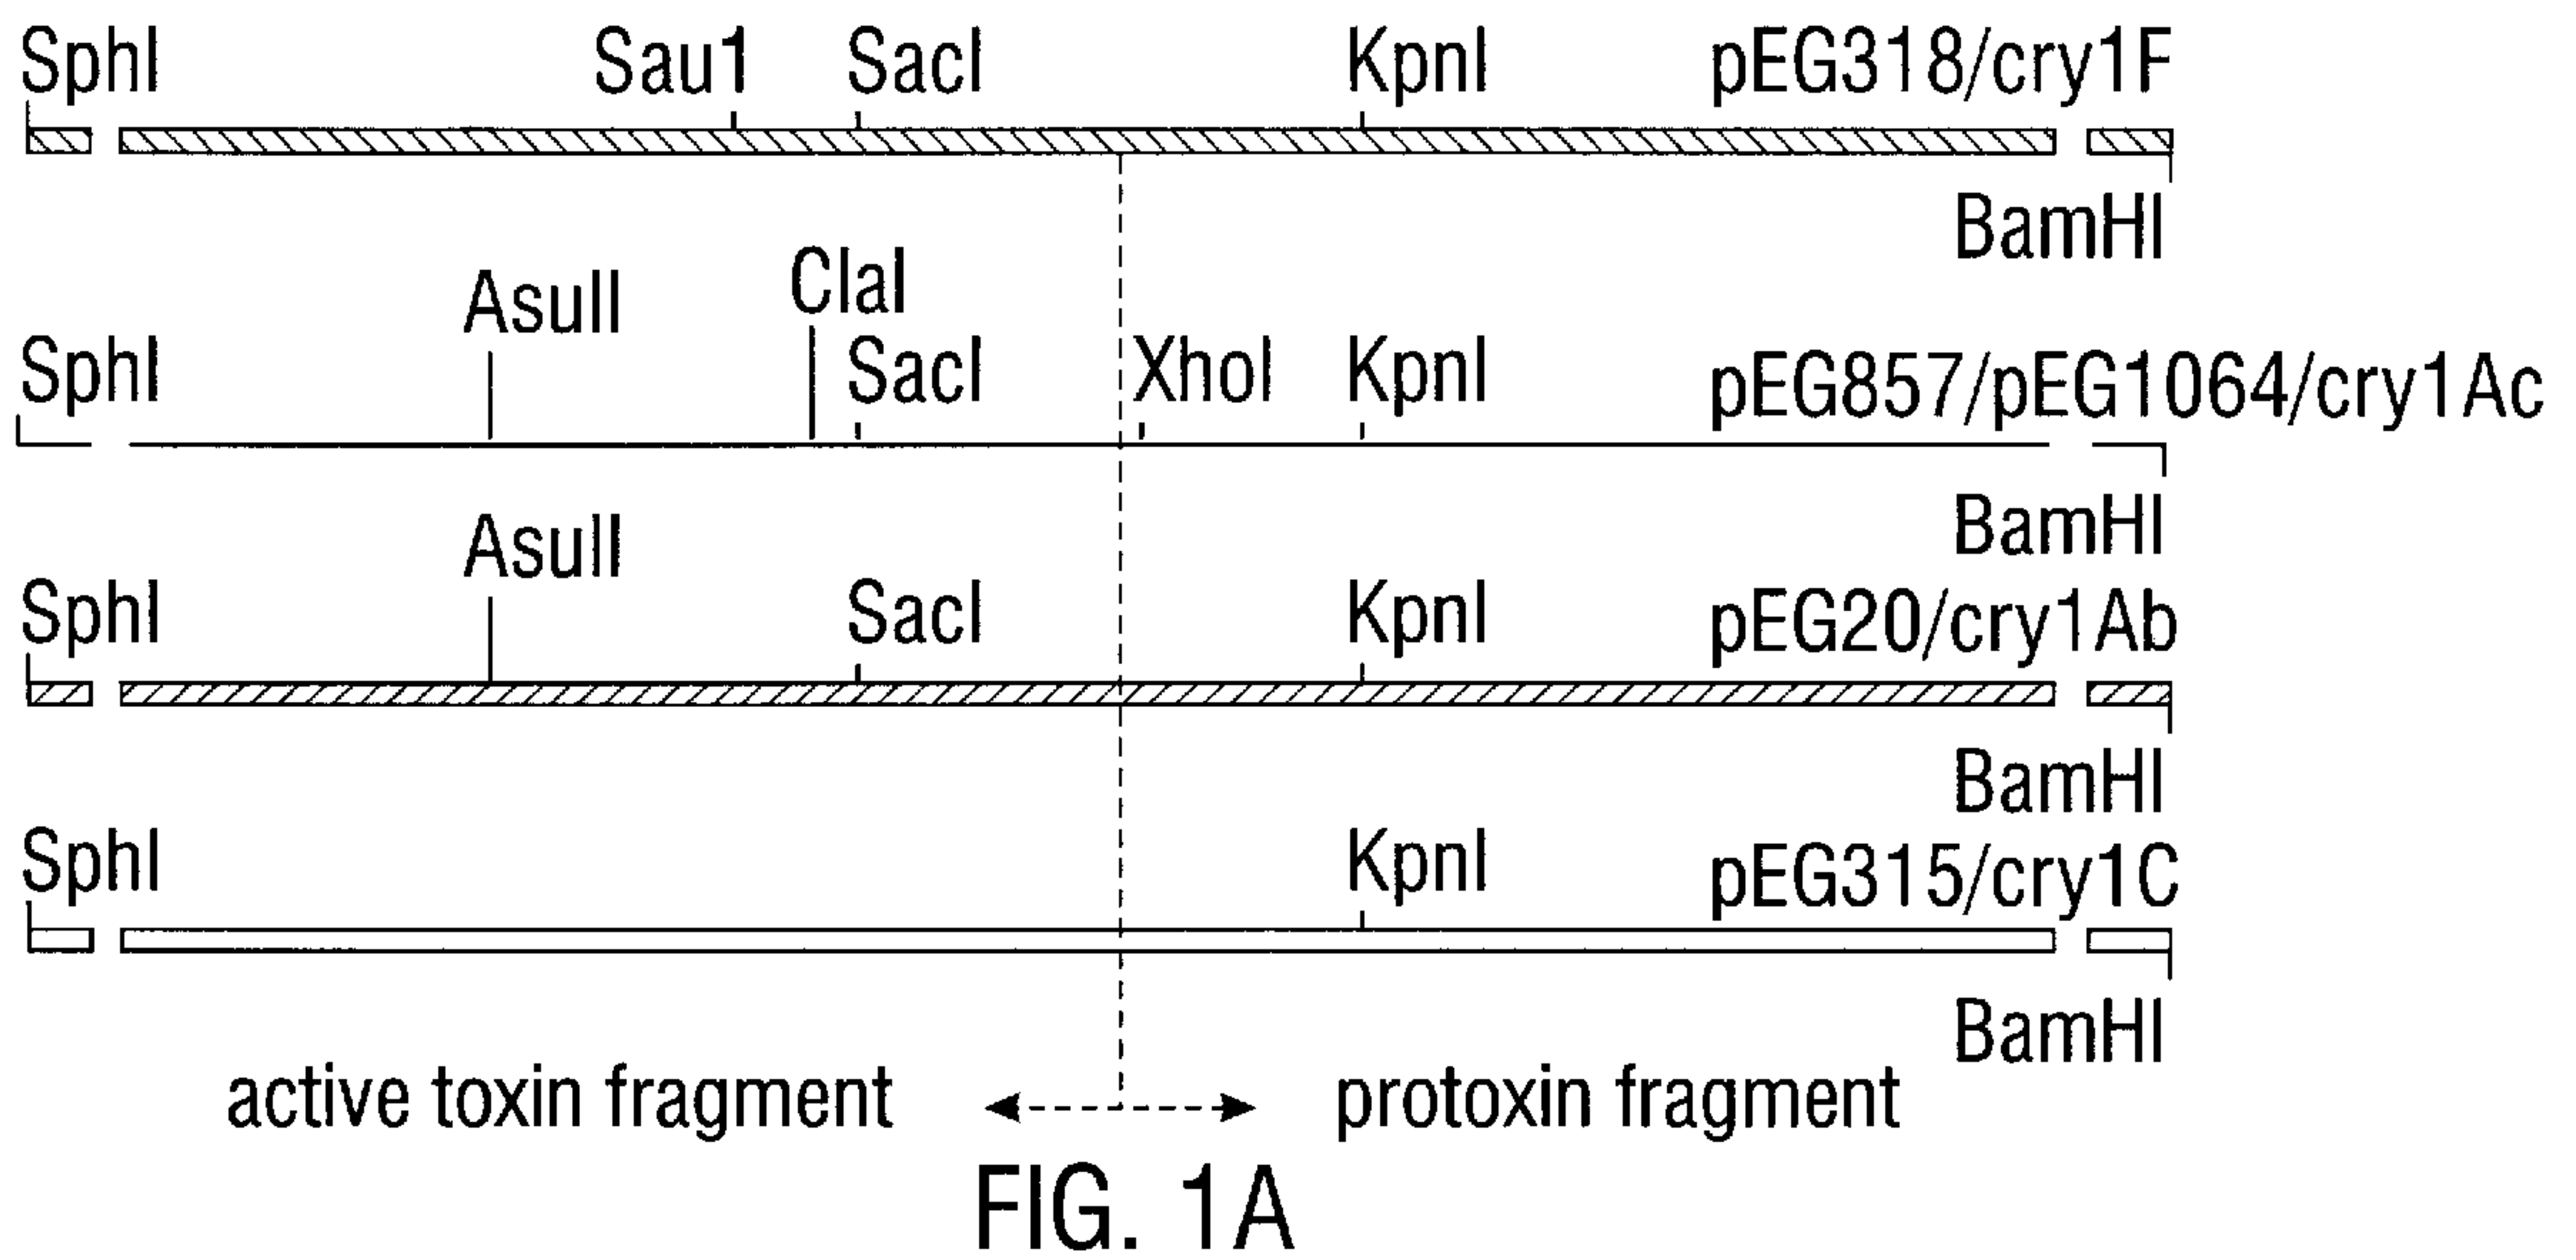 SphI Sau1 SacI KpnI pEG318/cry1F
BamHI
AsuII ClaI
SphI SacI XhoI KpnI pEG857/pEG1064/cry1Ac
BamHI
AsuII
SphI SacI KpnI pEG20/cry1Ab
BamHI
SphI KpnI pEG315/cry1C
BamHI
active toxin fragment protoxin fragment
FIG. 1A